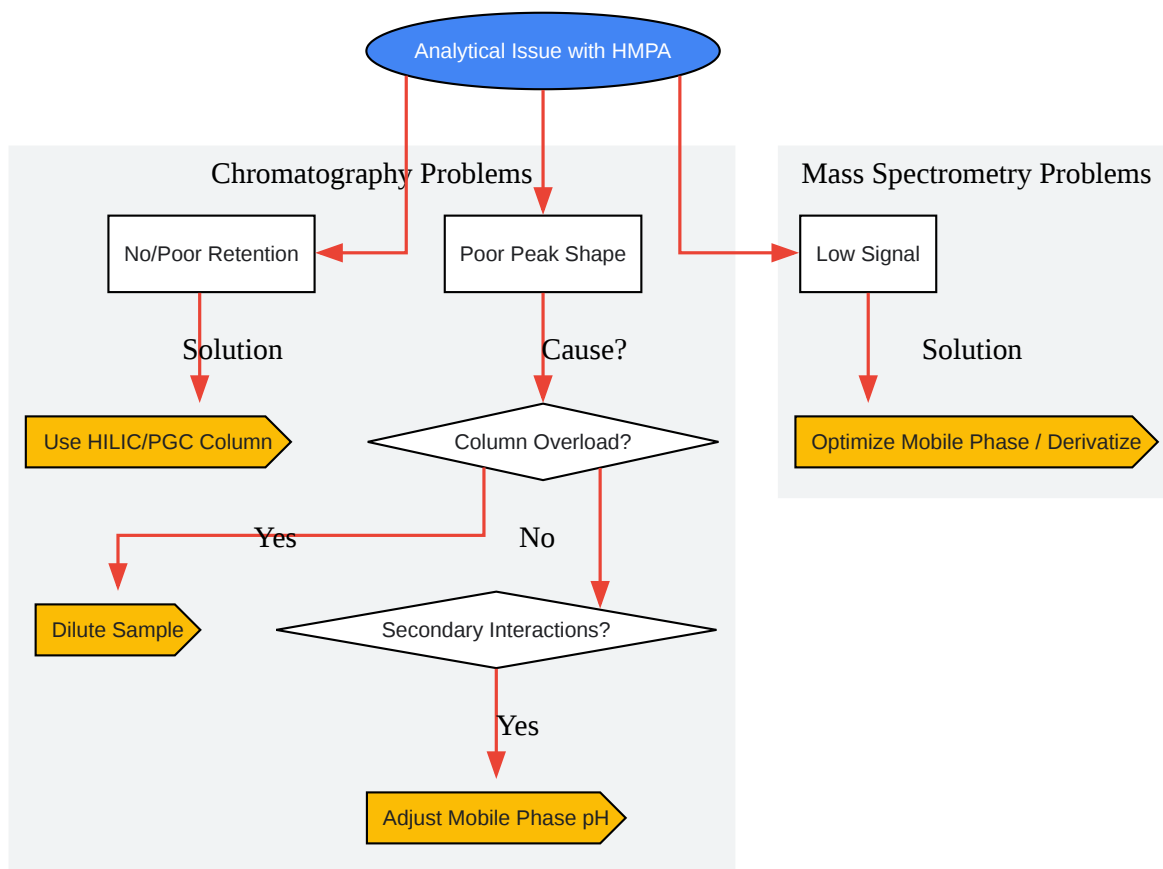 Analytical Issue with HMPA
Chromatography Problems
Mass Spectrometry Problems
No/Poor Retention
Poor Peak Shape
Low Signal
Solution
Cause?
Solution
Use HILIC/PGC Column
Column Overload?
Optimize Mobile Phase / Derivatize
Yes
No
Dilute Sample
Secondary Interactions?
Yes
Adjust Mobile Phase pH